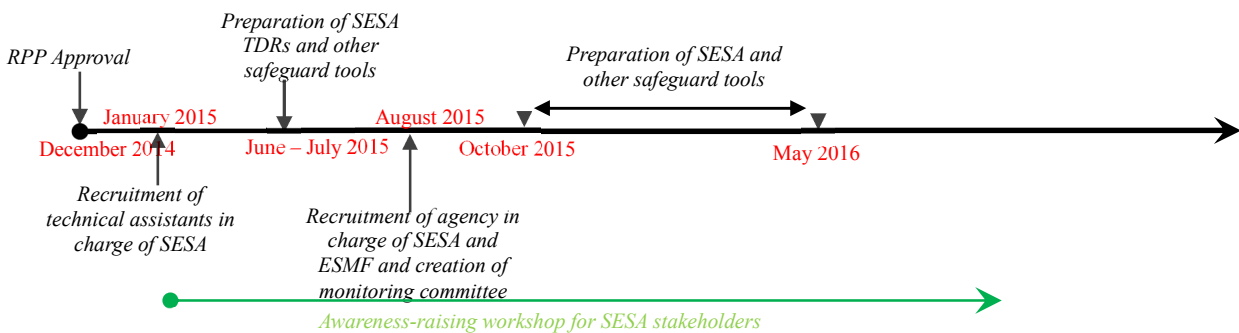 Preparation of SESA
TDRs and other
safeguard tools
RPP Approval
Preparation of SESA and
other safeguard tools
January 2015
August 2015
December 2014
June – July 2015
October 2015
May 2016
Recruitment of
technical assistants in
charge of SESA
Recruitment of agency in
charge of SESA and
ESMF and creation of
monitoring committee
Awareness-raising workshop for SESA stakeholders